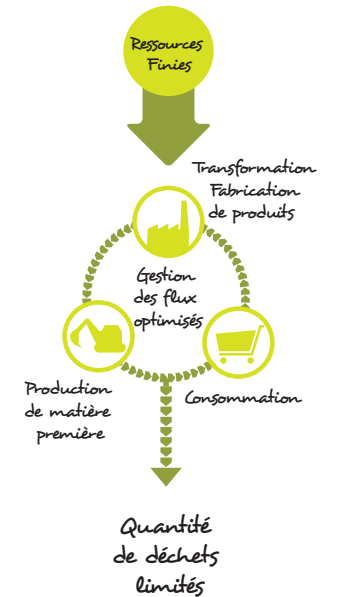 Ressources
Finies
Transformation
Fabrication
de produits
Gestion
des flux
optimisés
Production
de matière
première
Consommation
Quantité
de déchets
limités